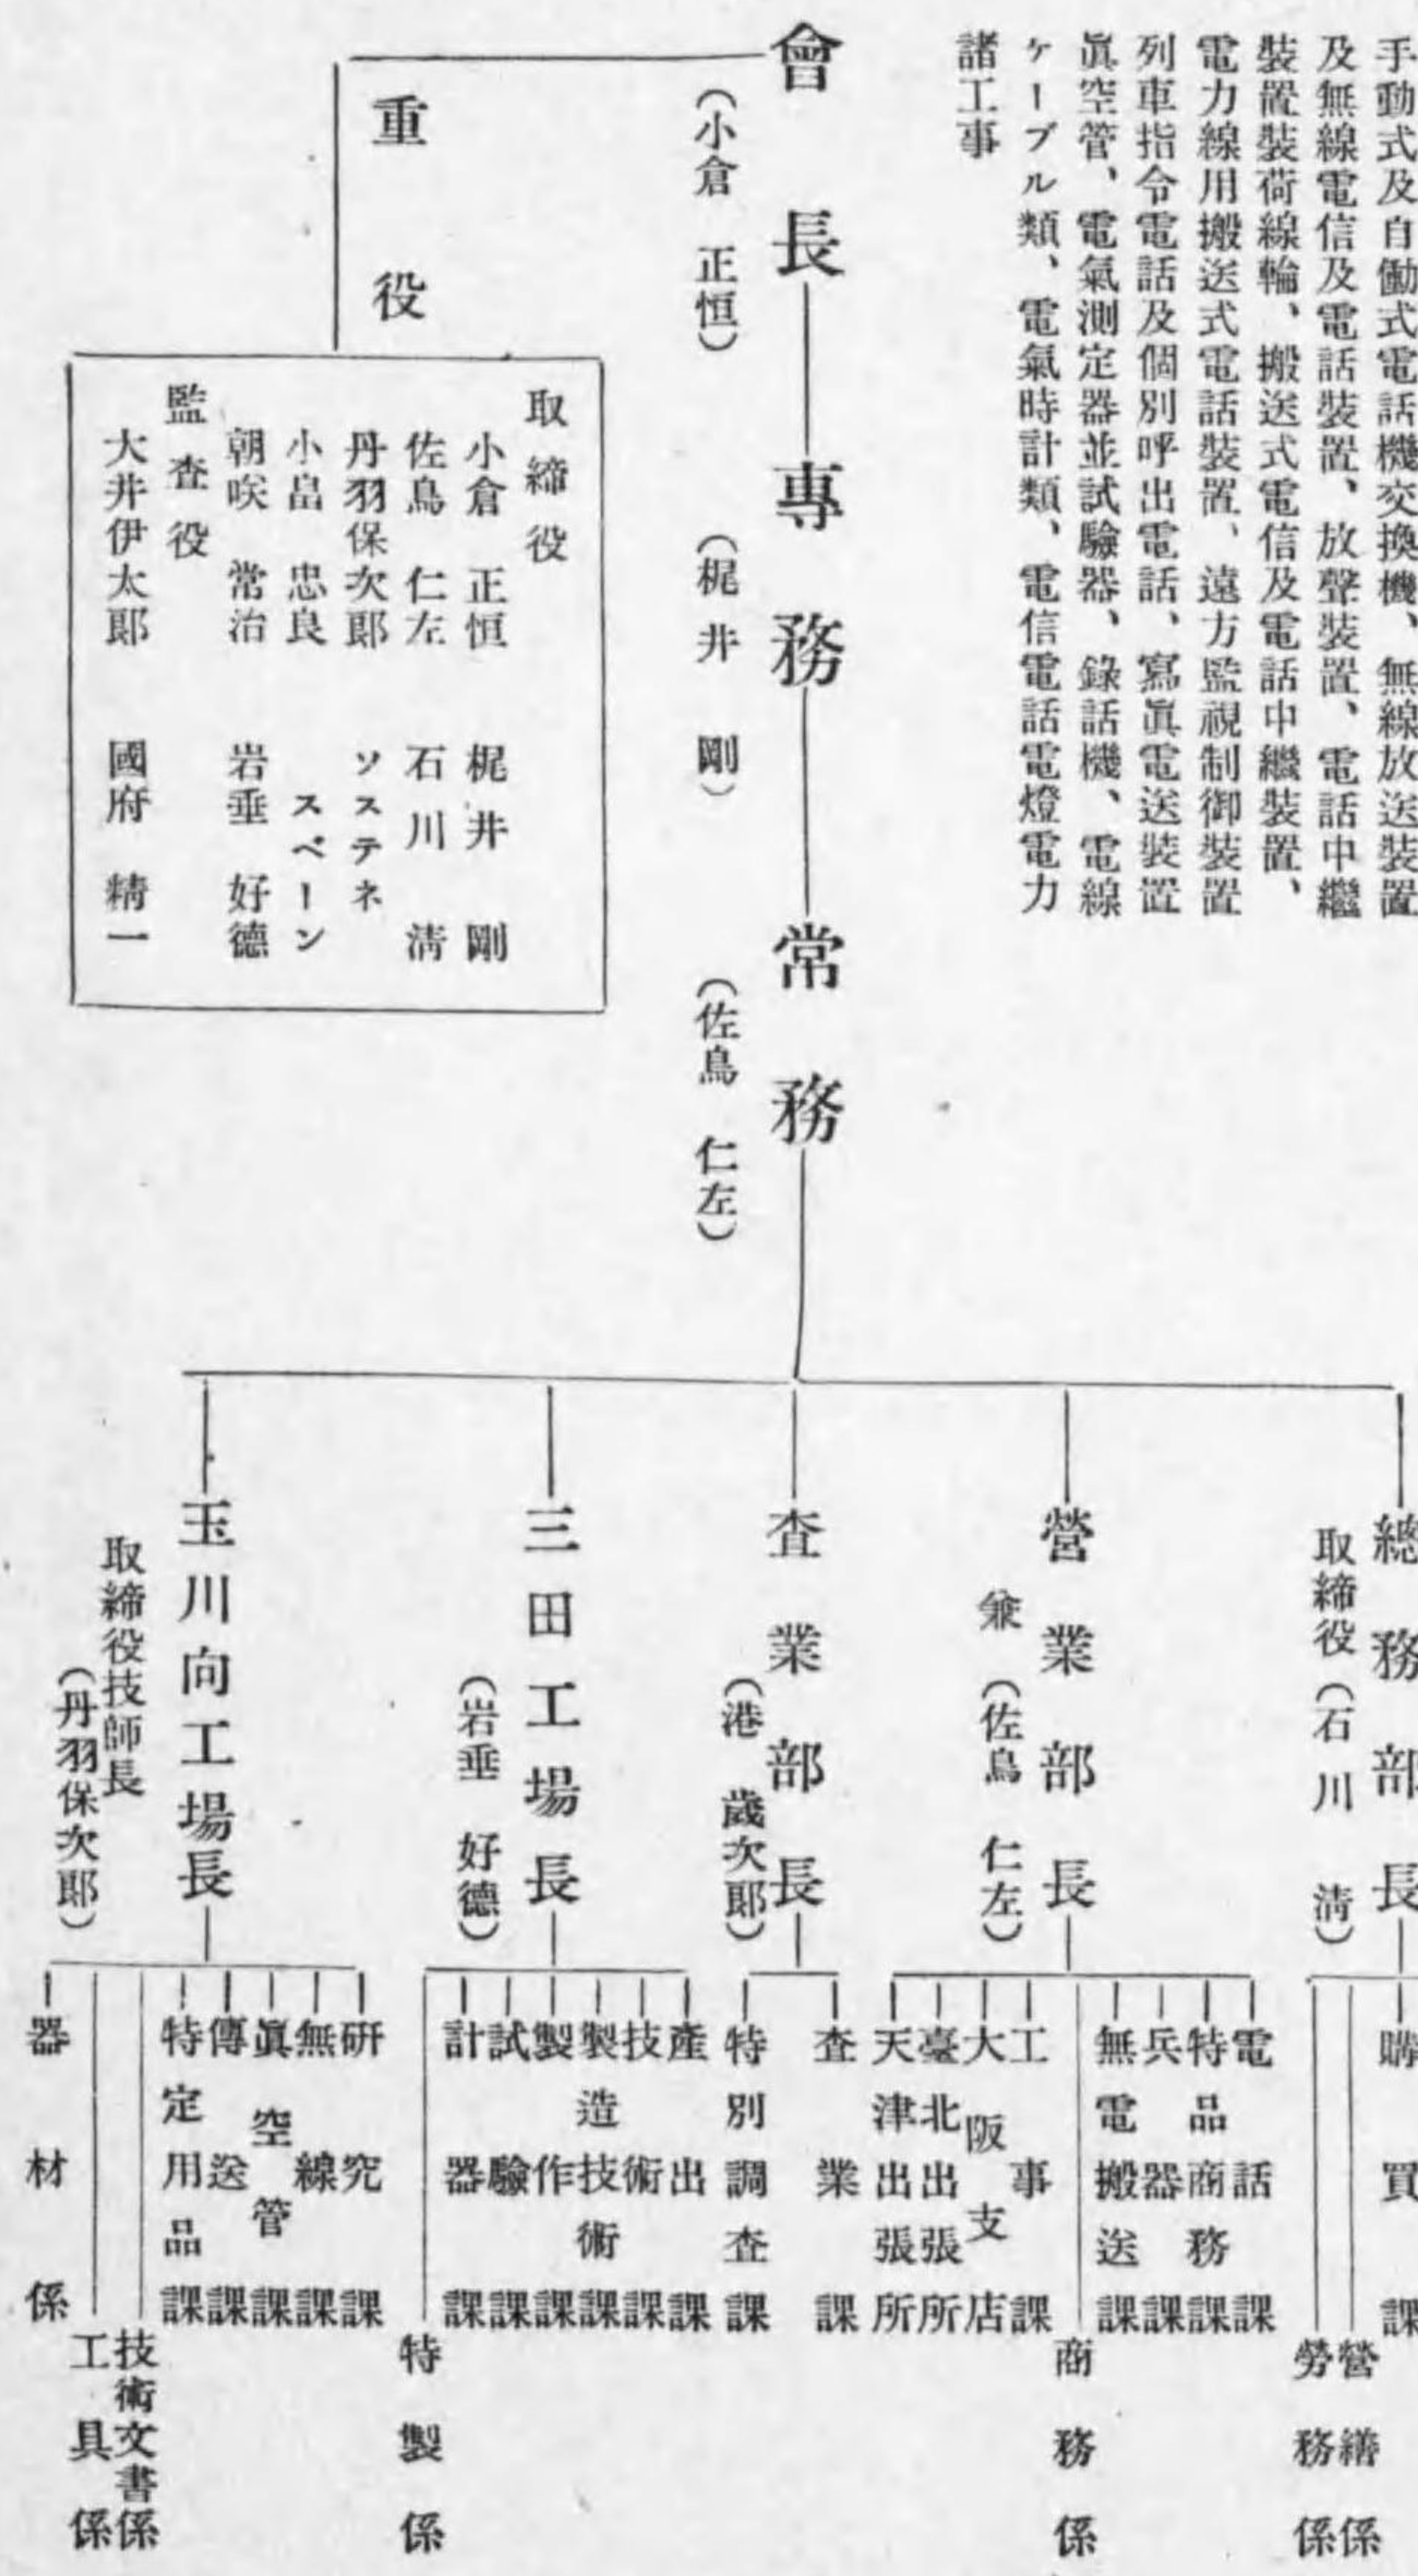 手動式及自働式電話機交換機、無線放送裝置
及無線電信及電話裝置、放聲裝置、電話中繼
裝置裝荷線輪、搬送式電信及電話中繼裝置、
電力線用搬送式電話裝置、遠方監視制御裝置
列車指令電話及個別呼出電話、寫眞電送裝置
眞空管、電氣測定器並試驗器、錄話機、電線
ケーブル類、電氣時計類、電信電話電燈電力
諸工事
會長
專務
常務
(小倉 正恒)
(梶井 剛)
(佐鳥 仁左)
重役
取締役
小倉 正恒 梶井 剛
佐鳥 仁左 石川 淸
丹羽保次郞 ソステネ
小畠 忠良 スペーン
朝咲 常治 岩垂 好德
監査役
大井伊太郞 國府 精一
總務部長
取締役(石川 淸)
購買課
營繕係
勞務係
營業部長
兼(佐鳥 仁左)
電話課
特品商務課
兵器課
無電搬送課
商務係
工事課
大阪支店
臺北出張所
天津出張所
査業部長
(港 歲次郞)
査業課
特別調査課
三田工場長
(岩垂 好德)
產出課
技術課
製造技術課
製作課
試驗課
計器課
特製係
玉川向工場長
取締役技師長
(丹羽保次郞)
硏究課
無線課
眞空管課
傳送課
特定用品課
技術文書係
工具係
器材係